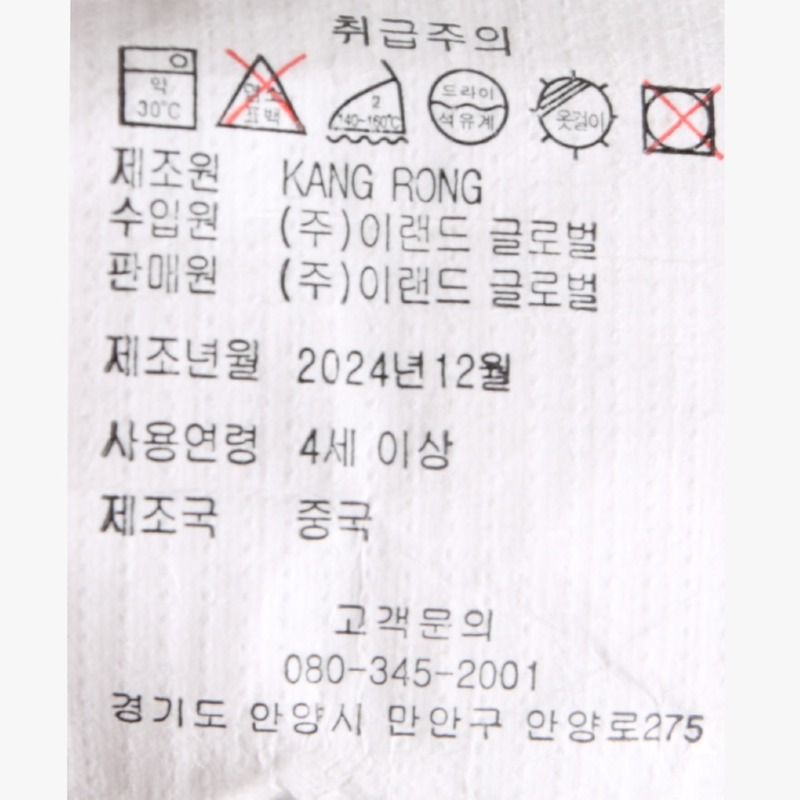 취급주의
약 30℃
염소 표백
2 140~160℃
드라이 석유계
옷걸이
제조원 KANG RONG
수입원 (주)이랜드 글로벌
판매원 (주)이랜드 글로벌
제조년월 2024년12월
사용연령 4세 이상
제조국 중국
고객문의
080-345-2001
경기도 안양시 만안구 안양로275